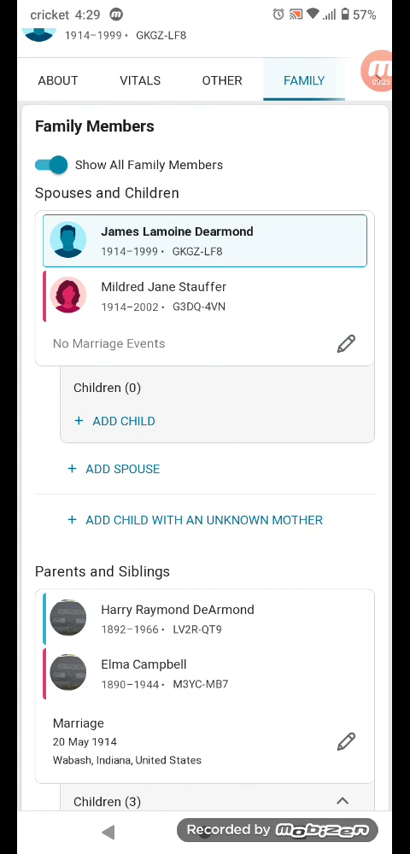 cricket 4:29 57%
1914–1999 • GKGZ-LF8
ABOUT VITALS OTHER FAMILY
Family Members
Show All Family Members
Spouses and Children
James Lamoine Dearmond
1914–1999 • GKGZ-LF8
Mildred Jane Stauffer
1914–2002 • G3DQ-4VN
No Marriage Events
Children (0)
+ ADD CHILD
+ ADD SPOUSE
+ ADD CHILD WITH AN UNKNOWN MOTHER
Parents and Siblings
Harry Raymond DeArmond
1892–1966 • LV2R-QT9
Elma Campbell
1890–1944 • M3YC-MB7
Marriage
20 May 1914
Wabash, Indiana, United States
Children (3)
Recorded by mobizen